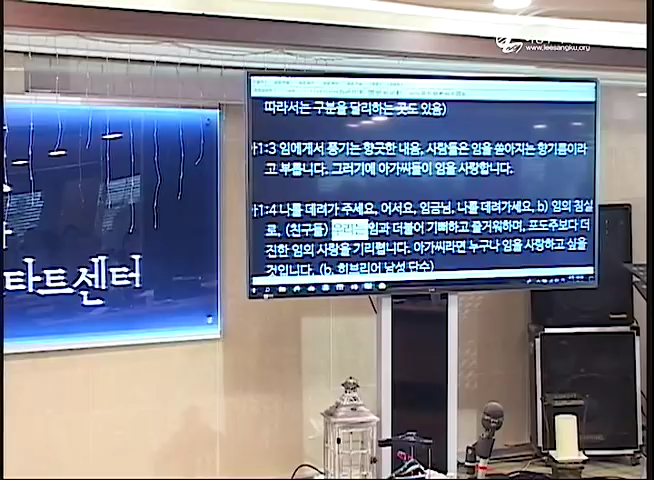 www.leesangku.org
따라서는 구분을 달리하는 곳도 있음)
아1:3 임에게서 풍기는 향긋한 내음, 사람들은 임을 쏟아지는 향기름이라
고 부릅니다. 그러기에 아가씨들이 임을 사랑합니다.
아1:4 나를 데려가 주세요, 어서요. 임금님, 나를 데려가세요, b) 임의 침실
로. (친구들) 우리는 임과 더불어 기뻐하고 즐거워하며, 포도주보다 더
진한 임의 사랑을 기리렵니다. 아가씨라면 누구나 임을 사랑하고 싶을
것입니다. (b. 히브리어 남성 단수)
타트센터